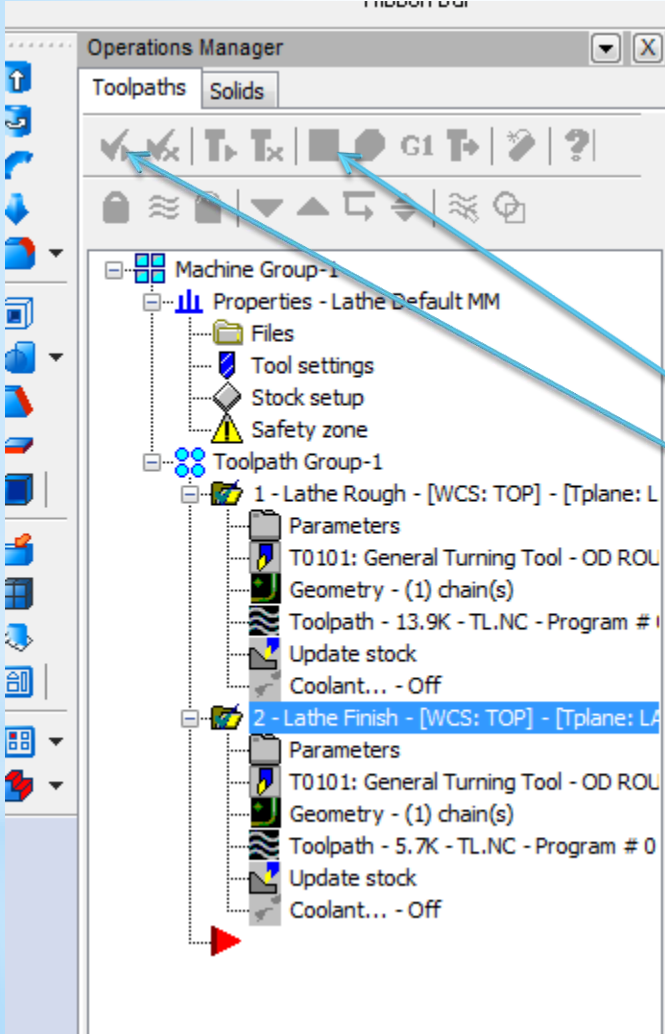 Operations Manager
Toolpaths Solids
G1
Machine Group-1
Properties - Lathe Default MM
Files
Tool settings
Stock setup
Safety zone
Toolpath Group-1
1 - Lathe Rough - [WCS: TOP] - [Tplane: L
Parameters
T0101: General Turning Tool - OD ROU
Geometry - (1) chain(s)
Toolpath - 13.9K - TL.NC - Program #
Update stock
Coolant... - Off
2 - Lathe Finish - [WCS: TOP] - [Tplane: LA
Parameters
T0101: General Turning Tool - OD ROU
Geometry - (1) chain(s)
Toolpath - 5.7K - TL.NC - Program # 0
Update stock
Coolant... - Off